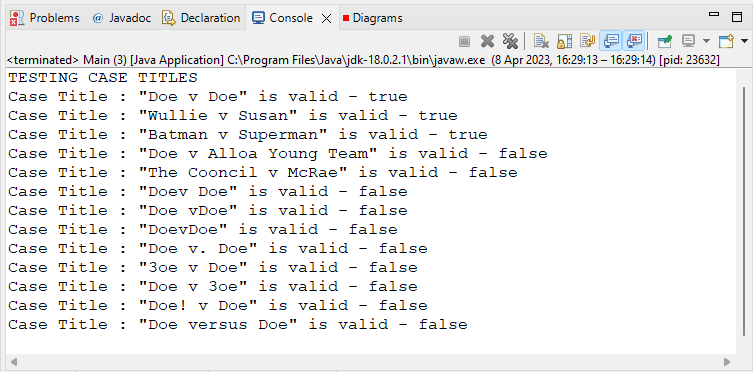 Problems @ Javadoc Declaration Console Diagrams
<terminated> Main (3) [Java Application] C:\Program Files\Java\jdk-18.0.2.1\bin\javaw.exe (8 Apr 2023, 16:29:13 – 16:29:14) [pid: 23632]
TESTING CASE TITLES
Case Title : "Doe v Doe" is valid - true
Case Title : "Wullie v Susan" is valid - true
Case Title : "Batman v Superman" is valid - true
Case Title : "Doe v Alloa Young Team" is valid - false
Case Title : "The Cooncil v McRae" is valid - false
Case Title : "Doev Doe" is valid - false
Case Title : "Doe vDoe" is valid - false
Case Title : "DoevDoe" is valid - false
Case Title : "Doe v. Doe" is valid - false
Case Title : "3oe v Doe" is valid - false
Case Title : "Doe v 3oe" is valid - false
Case Title : "Doe! v Doe" is valid - false
Case Title : "Doe versus Doe" is valid - false